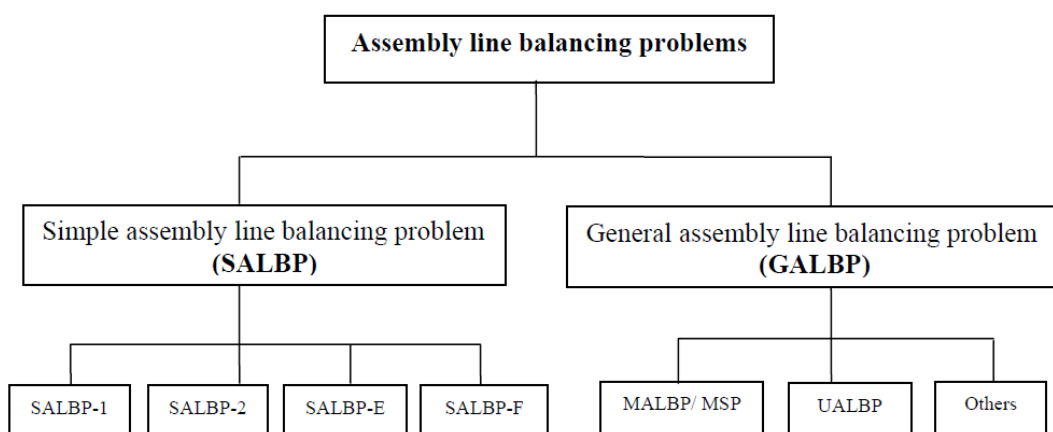 Assembly line balancing problems
Simple assembly line balancing problem
(SALBP)
General assembly line balancing problem
(GALBP)
SALBP-1
SALBP-2
SALBP-E
SALBP-F
MALBP/ MSP
UALBP
Others